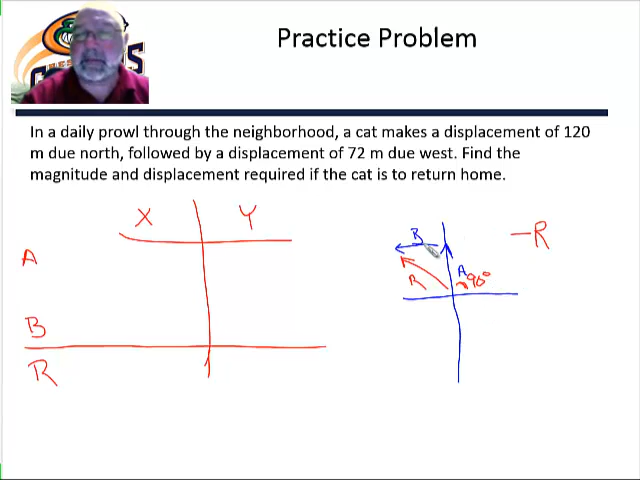 Practice Problem
In a daily prowl through the neighborhood, a cat makes a displacement of 120
m due north, followed by a displacement of 72 m due west. Find the
magnitude and displacement required if the cat is to return home.
X Y
A
B
R
B
A
90°
R
—R